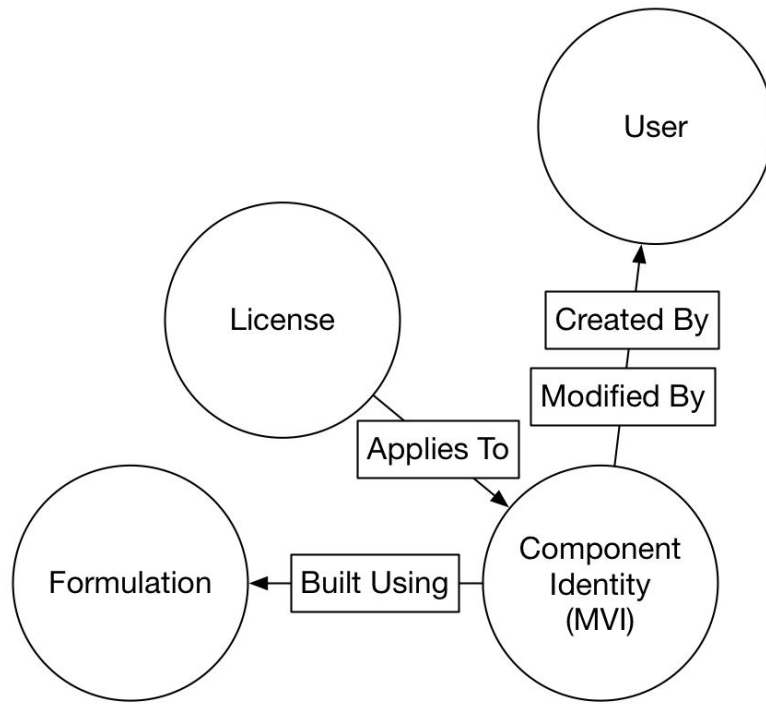 User
License
Created By
Modified By
Applies To
Formulation
Built Using
Component
Identity
(MVI)